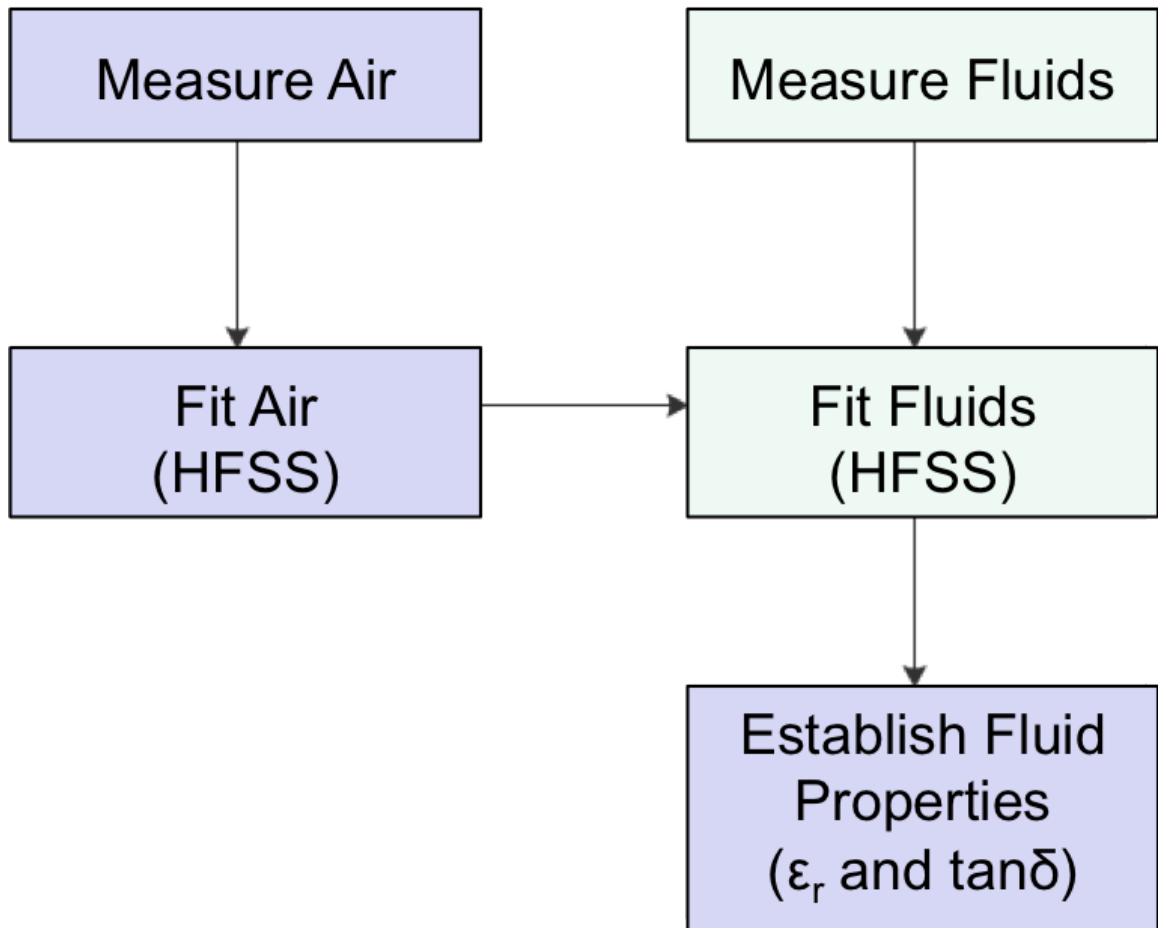 Measure Air
Measure Fluids
Fit Air
(HFSS)
Fit Fluids
(HFSS)
Establish Fluid
Properties
(εᵣ and tanδ)